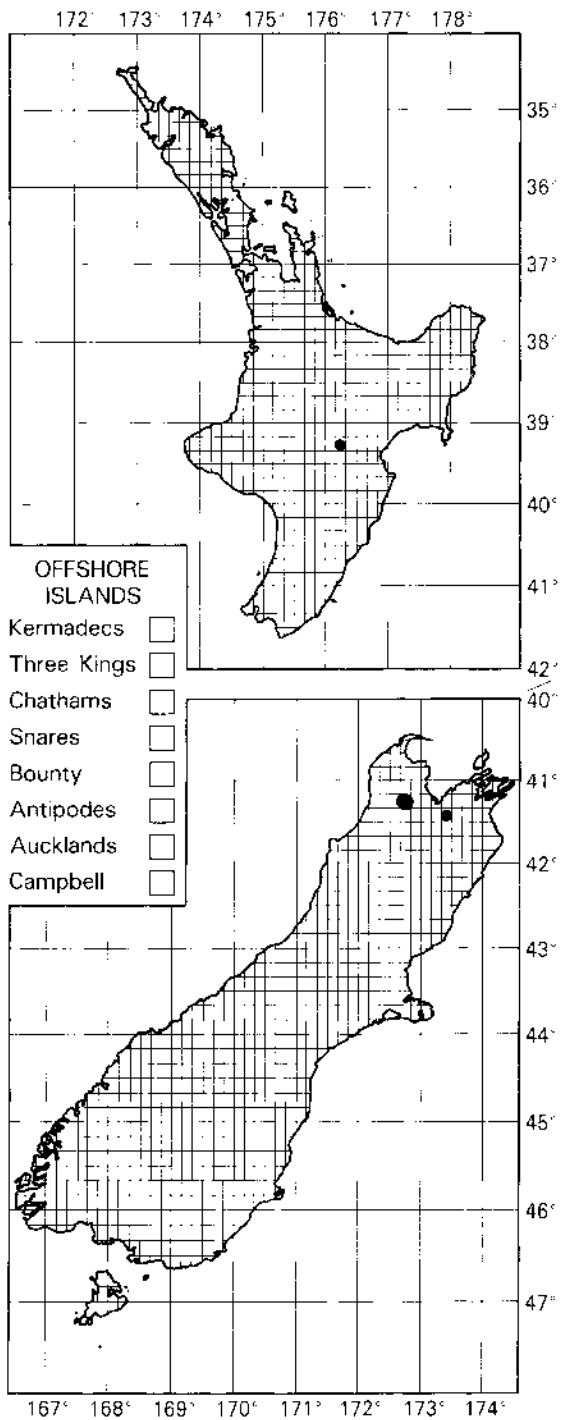 172° 173° 174° 175° 176° 177° 178°
35°
36°
37°
38°
39°
40°
41°
42°
OFFSHORE
ISLANDS
Kermadecs
Three Kings
Chathams
Snares
Bounty
Antipodes
Aucklands
Campbell
40°
41°
42°
43°
44°
45°
46°
47°
167° 168° 169° 170° 171° 172° 173° 174°